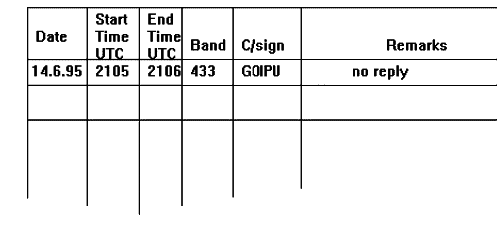 Date Start Time UTC End Time UTC Band C/sign Remarks
14.6.95 2105 2106 433 G0IPU no reply